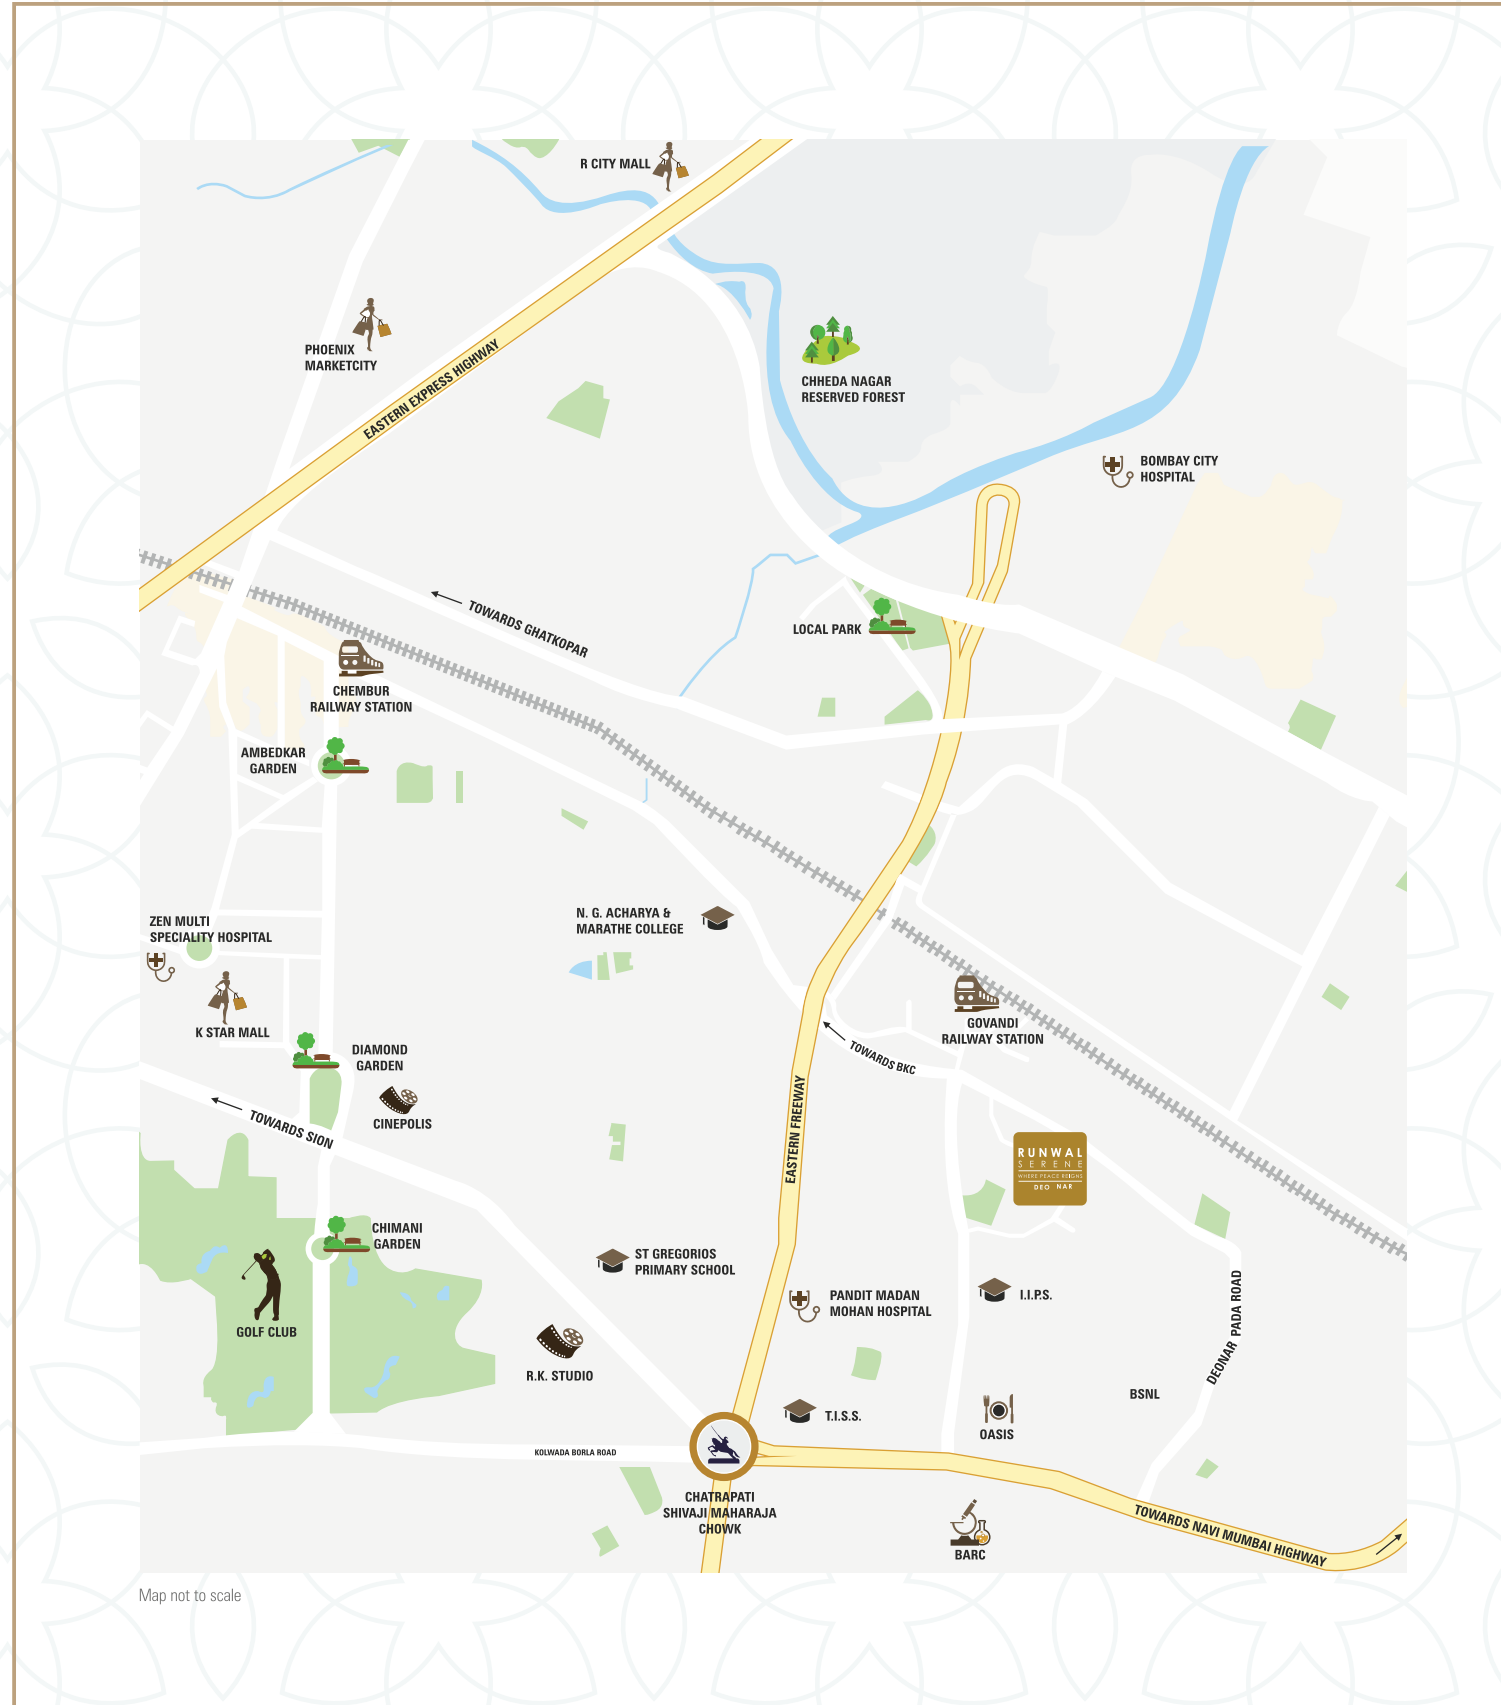 R CITY MALL
PHOENIX
MARKETCITY
EASTERN EXPRESS HIGHWAY
CHHEDA NAGAR
RESERVED FOREST
BOMBAY CITY
HOSPITAL
TOWARDS GHATKOPAR
LOCAL PARK
CHEMBUR
RAILWAY STATION
AMBEDKAR
GARDEN
ZEN MULTI
SPECIALITY HOSPITAL
N. G. ACHARYA &
MARATHE COLLEGE
K STAR MALL
GOVANDI
RAILWAY STATION
DIAMOND
GARDEN
TOWARDS BKC
CINEPOLIS
TOWARDS SION
EASTERN FREEWAY
RUNWAL
SERENE
WHERE PEACE REIGNS
DEONAR
CHIMANI
GARDEN
ST GREGORIOS
PRIMARY SCHOOL
GOLF CLUB
PANDIT MADAN
MOHAN HOSPITAL
I.I.P.S.
DEONAR PADA ROAD
R.K. STUDIO
BSNL
T.I.S.S.
OASIS
KOLWADA BORLA ROAD
CHATRAPATI
SHIVAJI MAHARAJA
CHOWK
TOWARDS NAVI MUMBAI HIGHWAY
BARC
Map not to scale